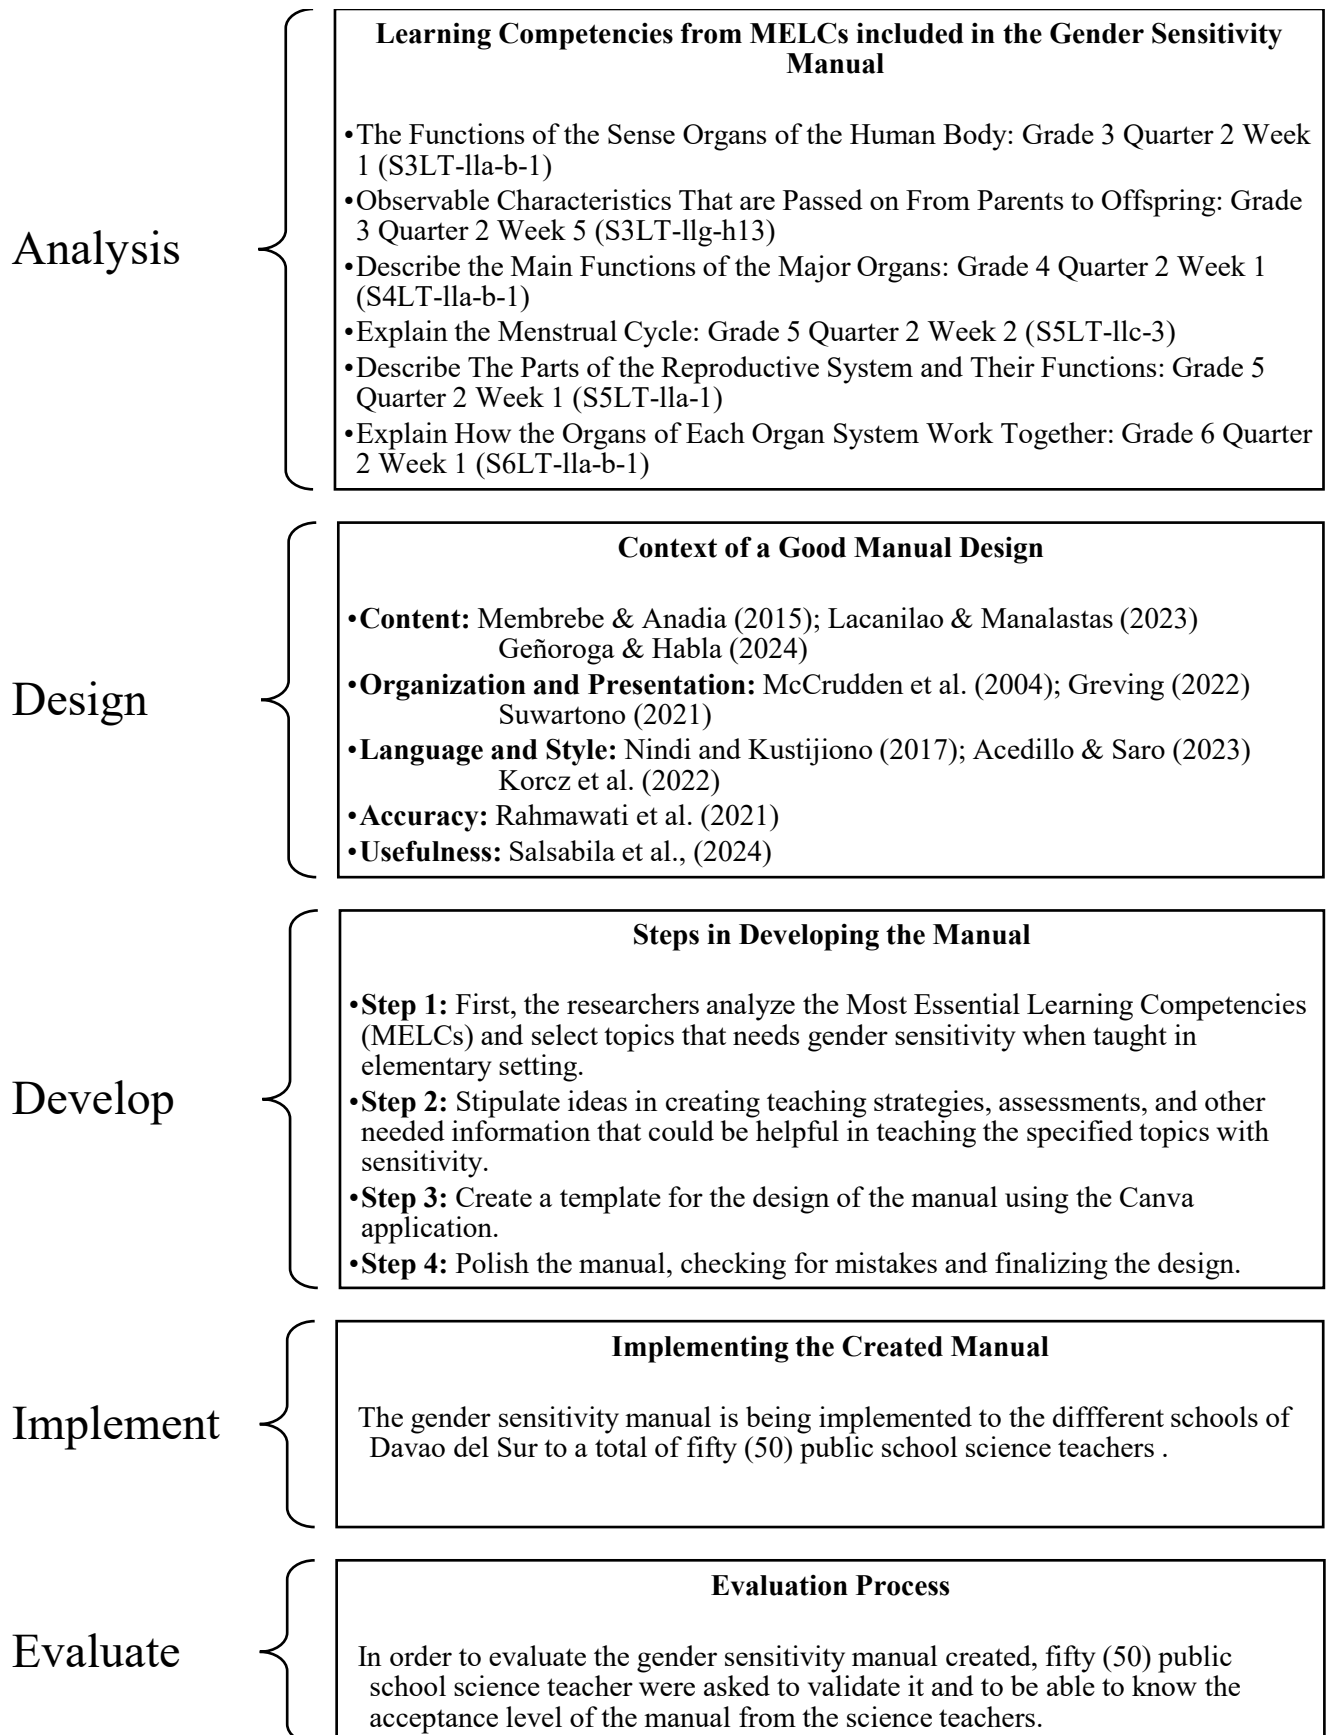 Analysis
Learning Competencies from MELCs included in the Gender Sensitivity
Manual
•The Functions of the Sense Organs of the Human Body: Grade 3 Quarter 2 Week
1 (S3LT-lla-b-1)
•Observable Characteristics That are Passed on From Parents to Offspring: Grade
3 Quarter 2 Week 5 (S3LT-llg-h13)
•Describe the Main Functions of the Major Organs: Grade 4 Quarter 2 Week 1
(S4LT-lla-b-1)
•Explain the Menstrual Cycle: Grade 5 Quarter 2 Week 2 (S5LT-llc-3)
•Describe The Parts of the Reproductive System and Their Functions: Grade 5
Quarter 2 Week 1 (S5LT-lla-1)
•Explain How the Organs of Each Organ System Work Together: Grade 6 Quarter
2 Week 1 (S6LT-lla-b-1)
Design
Context of a Good Manual Design
•Content: Membrebe & Anadia (2015); Lacanilao & Manalastas (2023)
Geñoroga & Habla (2024)
•Organization and Presentation: McCrudden et al. (2004); Greving (2022)
Suwartono (2021)
•Language and Style: Nindi and Kustijiono (2017); Acedillo & Saro (2023)
Korcz et al. (2022)
•Accuracy: Rahmawati et al. (2021)
•Usefulness: Salsabila et al., (2024)
Develop
Steps in Developing the Manual
•Step 1: First, the researchers analyze the Most Essential Learning Competencies
(MELCs) and select topics that needs gender sensitivity when taught in
elementary setting.
•Step 2: Stipulate ideas in creating teaching strategies, assessments, and other
needed information that could be helpful in teaching the specified topics with
sensitivity.
•Step 3: Create a template for the design of the manual using the Canva
application.
•Step 4: Polish the manual, checking for mistakes and finalizing the design.
Implement
Implementing the Created Manual
The gender sensitivity manual is being implemented to the diffferent schools of
Davao del Sur to a total of fifty (50) public school science teachers .
Evaluate
Evaluation Process
In order to evaluate the gender sensitivity manual created, fifty (50) public
school science teacher were asked to validate it and to be able to know the
acceptance level of the manual from the science teachers.